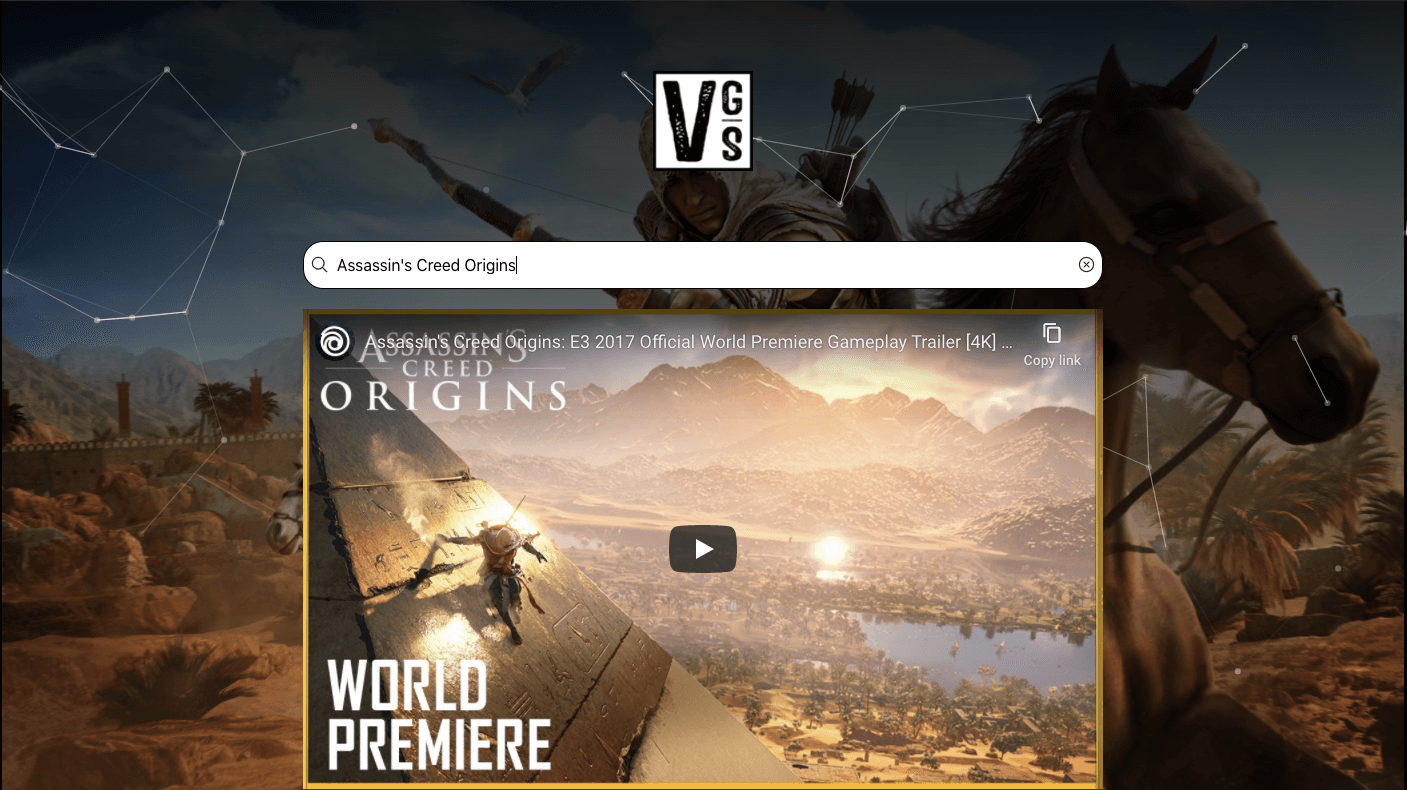 V
G
S
Assassin's Creed Origins
Assassin's Creed Origins: E3 2017 Official World Premiere Gameplay Trailer [4K] ...
Copy link
ASSASSIN'S
CREED
ORIGINS
WORLD
PREMIERE